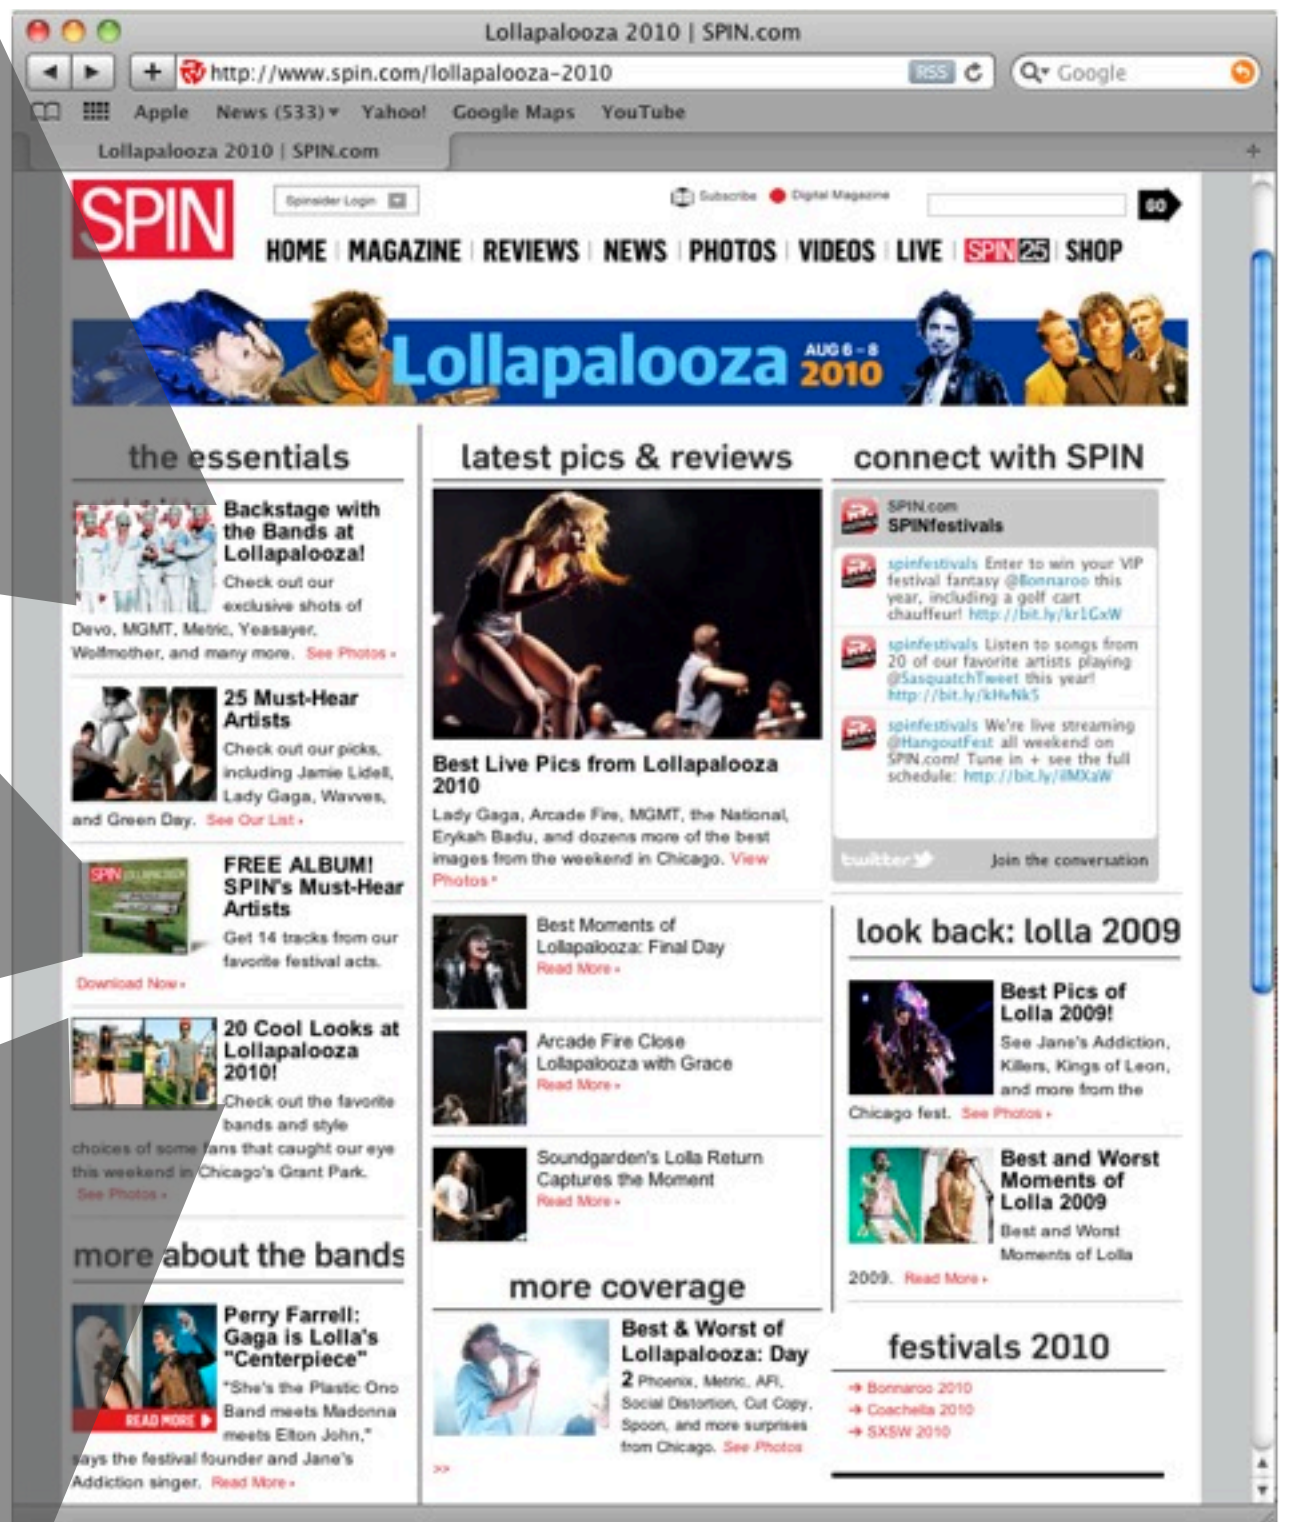 Lollapalooza 2010 | SPIN.com
http://www.spin.com/lollapalooza-2010
RSS
Google
Apple News (533) Yahoo! Google Maps YouTube
Lollapalooza 2010 | SPIN.com
SPIN
Spinsider Login
Subscribe
Digital Magazine
GO
HOME | MAGAZINE | REVIEWS | NEWS | PHOTOS | VIDEOS | LIVE | SPIN 25 | SHOP
Lollapalooza
AUG 6 – 8
2010
the essentials
Backstage with
the Bands at
Lollapalooza!
Check out our
exclusive shots of
Devo, MGMT, Metric, Yeasayer,
Wolfmother, and many more. See Photos
25 Must-Hear
Artists
Check out our picks,
including Jamie Lidell,
Lady Gaga, Wavves,
and Green Day. See Our List
SPIN LOLLAPALOOZA
FREE ALBUM!
SPIN's Must-Hear
Artists
Get 14 tracks from our
favorite festival acts.
Download Now
20 Cool Looks at
Lollapalooza
2010!
Check out the favorite
bands and style
choices of some fans that caught our eye
this weekend in Chicago's Grant Park.
See Photos
more about the bands
Perry Farrell:
Gaga is Lolla's
"Centerpiece"
"She's the Plastic Ono
Band meets Madonna
meets Elton John,"
READ MORE
says the festival founder and Jane's
Addiction singer. Read More
latest pics & reviews
Best Live Pics from Lollapalooza
2010
Lady Gaga, Arcade Fire, MGMT, the National,
Erykah Badu, and dozens more of the best
images from the weekend in Chicago. View
Photos
Best Moments of
Lollapalooza: Final Day
Read More
Arcade Fire Close
Lollapalooza with Grace
Read More
Soundgarden's Lolla Return
Captures the Moment
Read More
more coverage
Best & Worst of
Lollapalooza: Day
2 Phoenix, Metric, AFI,
Social Distortion, Cut Copy,
Spoon, and more surprises
from Chicago. See Photos
>>
connect with SPIN
SPIN.com
SPINfestivals
spinfestivals Enter to win your VIP
festival fantasy @Bonnaroo this
year, including a golf cart
chauffeur! http://bit.ly/kr1GxW
spinfestivals Listen to songs from
20 of our favorite artists playing
@SasquatchTweet this year!
http://bit.ly/kHvNk5
spinfestivals We're live streaming
@HangoutFest all weekend on
SPIN.com! Tune in + see the full
schedule: http://bit.ly/ilMXaW
twitter
Join the conversation
look back: lolla 2009
Best Pics of
Lolla 2009!
See Jane's Addiction,
Killers, Kings of Leon,
and more from the
Chicago fest. See Photos
Best and Worst
Moments of
Lolla 2009
Best and Worst
Moments of Lolla
2009. Read More
festivals 2010
→ Bonnaroo 2010
→ Coachella 2010
→ SXSW 2010